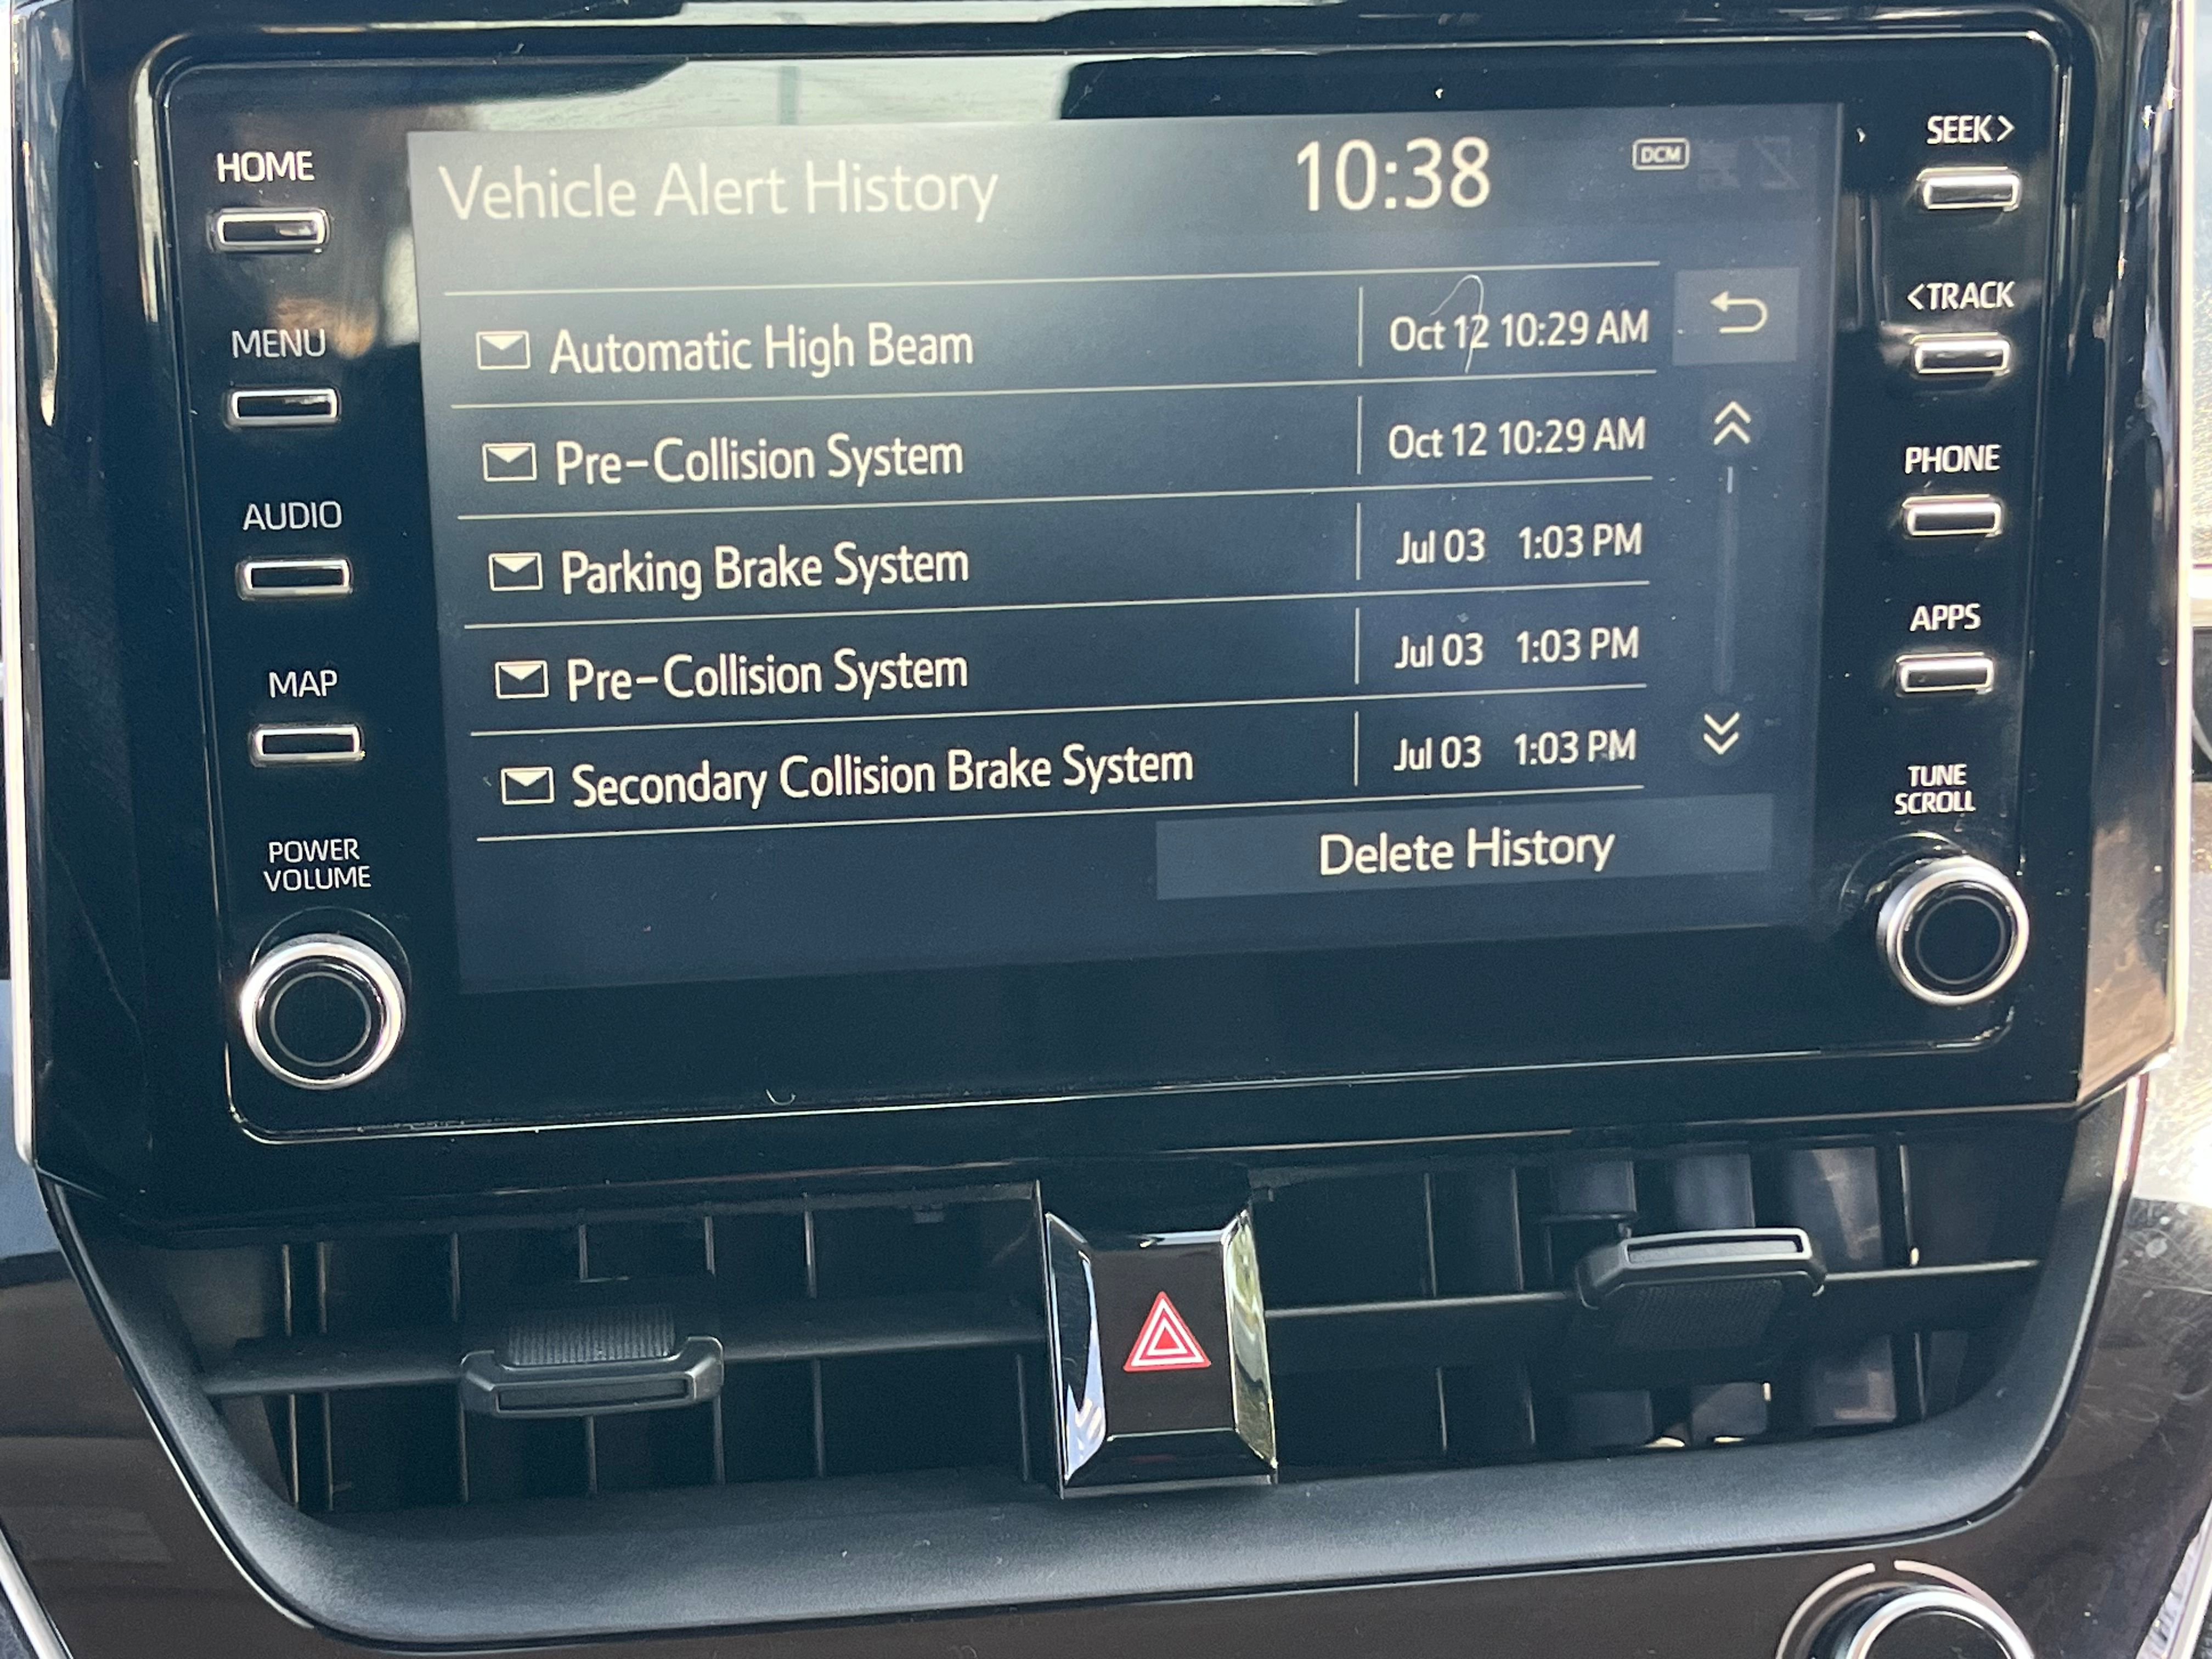 HOME
MENU
AUDIO
MAP
POWER
VOLUME
Vehicle Alert History 10:38 DCM
Automatic High Beam Oct 12 10:29 AM
Pre-Collision System Oct 12 10:29 AM
Parking Brake System Jul 03 1:03 PM
Pre-Collision System Jul 03 1:03 PM
Secondary Collision Brake System Jul 03 1:03 PM
Delete History
SEEK>
<TRACK
PHONE
APPS
TUNE
SCROLL